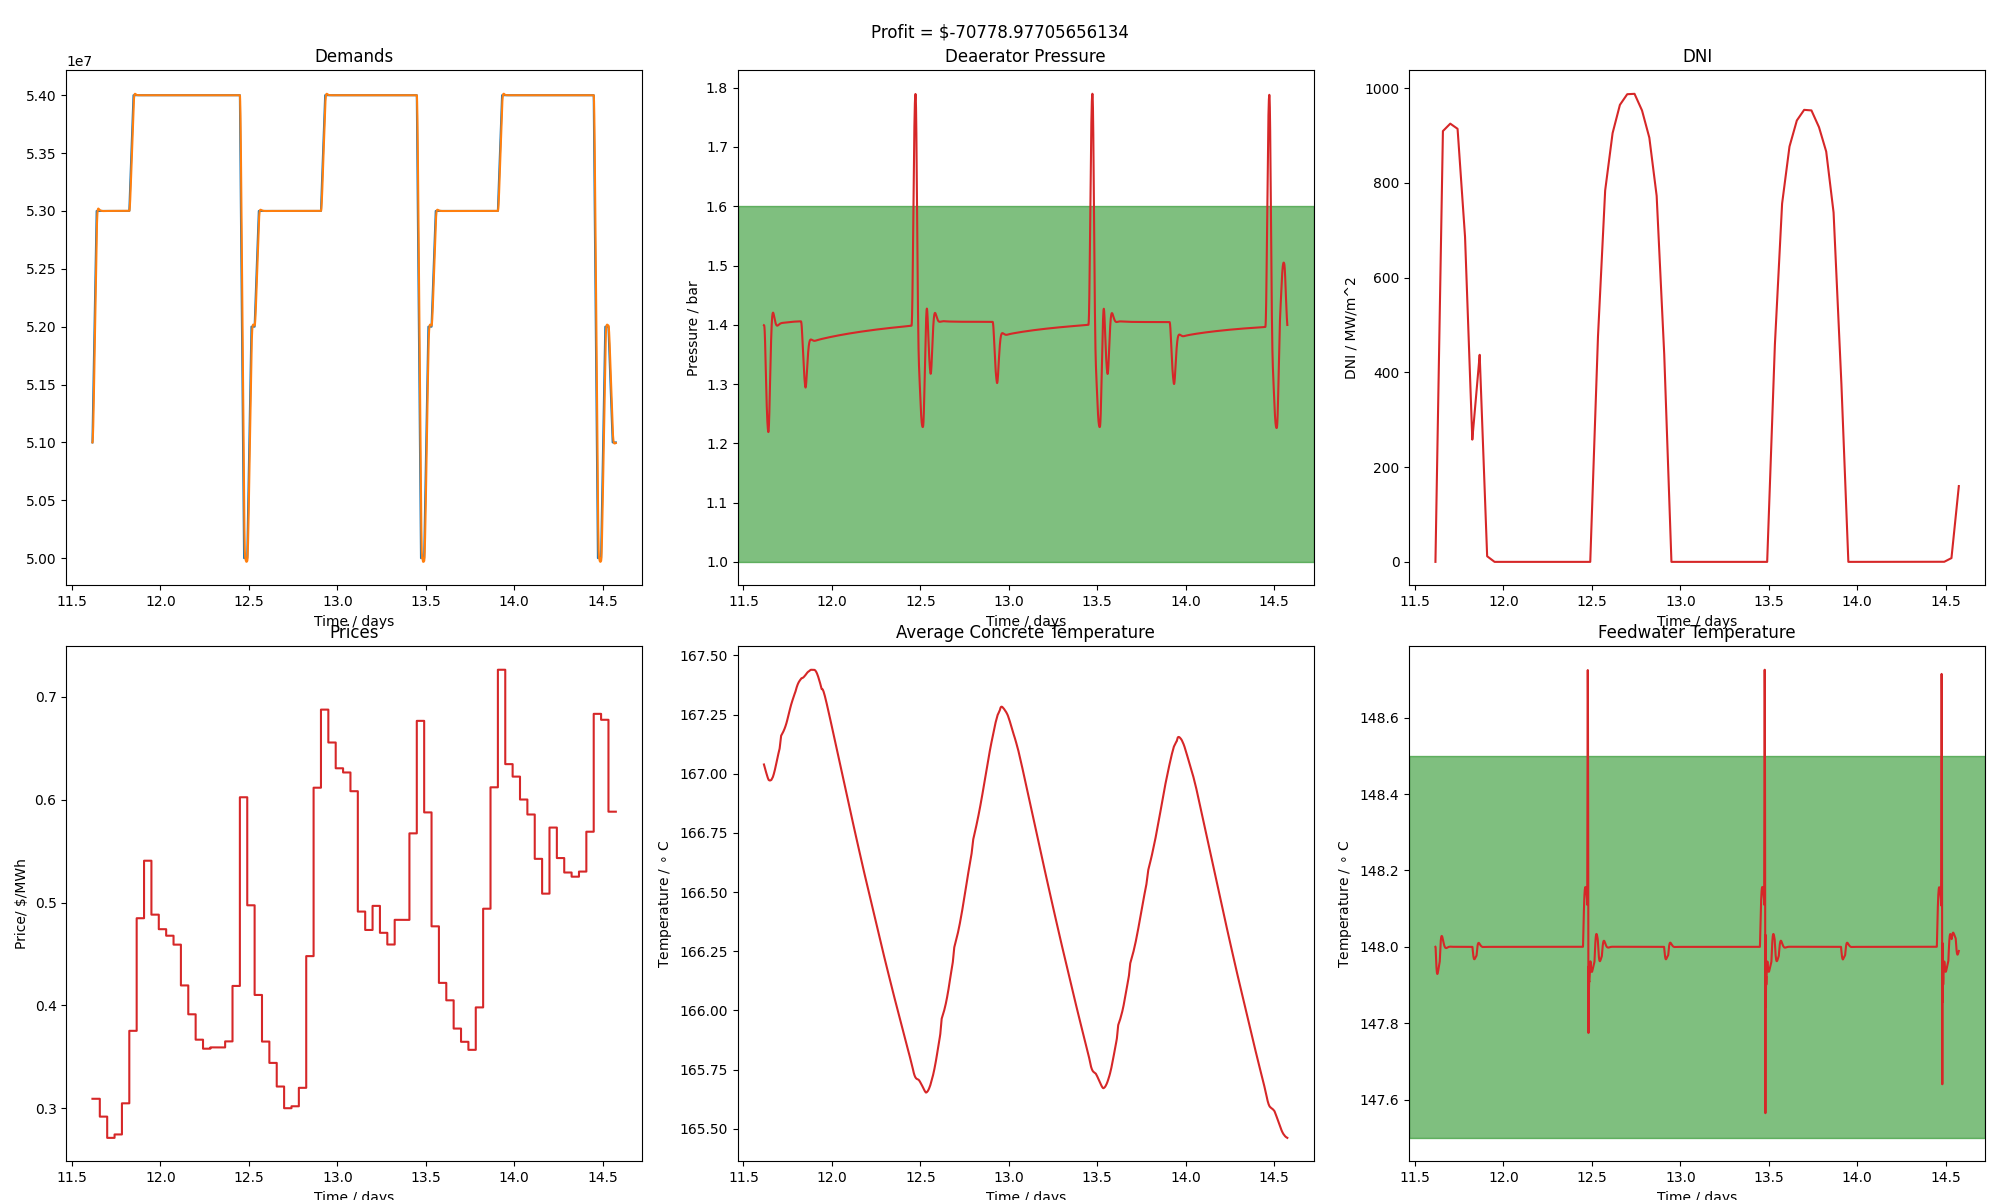 Profit = $-70778.97705656134
Demands
1e7
5.40
5.35
5.30
5.25
5.20
5.15
5.10
5.05
5.00
11.5 12.0 12.5 13.0 13.5 14.0 14.5
Time / days
Deaerator Pressure
Pressure / bar
1.8
1.7
1.6
1.5
1.4
1.3
1.2
1.1
1.0
11.5 12.0 12.5 13.0 13.5 14.0 14.5
Time / days
DNI
DNI / MW/m^2
1000
800
600
400
200
0
11.5 12.0 12.5 13.0 13.5 14.0 14.5
Time / days
Prices
Price/ $/MWh
0.7
0.6
0.5
0.4
0.3
11.5 12.0 12.5 13.0 13.5 14.0 14.5
Time / days
Average Concrete Temperature
Temperature / ∘ C
167.50
167.25
167.00
166.75
166.50
166.25
166.00
165.75
165.50
11.5 12.0 12.5 13.0 13.5 14.0 14.5
Time / days
Feedwater Temperature
Temperature / ∘ C
148.6
148.4
148.2
148.0
147.8
147.6
11.5 12.0 12.5 13.0 13.5 14.0 14.5
Time / days